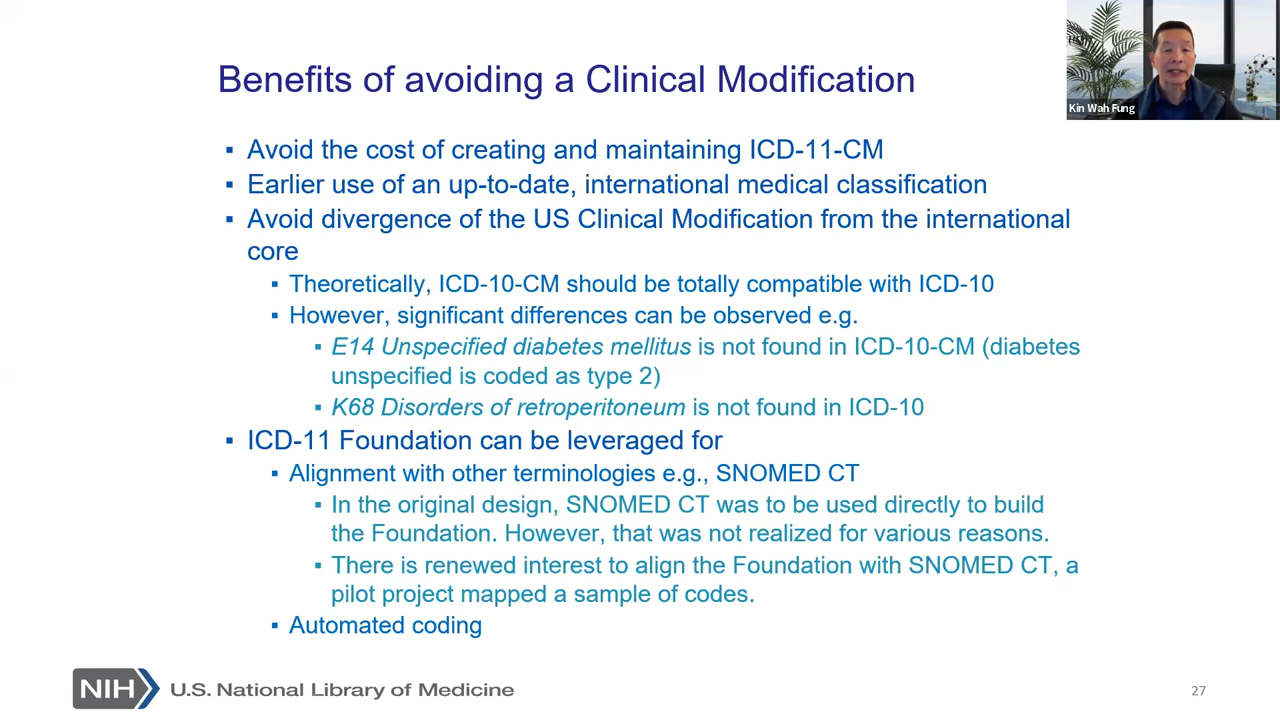 Benefits of avoiding a Clinical Modification
Kin Wah Fung
▪ Avoid the cost of creating and maintaining ICD-11-CM
▪ Earlier use of an up-to-date, international medical classification
▪ Avoid divergence of the US Clinical Modification from the international
core
▪ Theoretically, ICD-10-CM should be totally compatible with ICD-10
▪ However, significant differences can be observed e.g.
▪ E14 Unspecified diabetes mellitus is not found in ICD-10-CM (diabetes
unspecified is coded as type 2)
▪ K68 Disorders of retroperitoneum is not found in ICD-10
▪ ICD-11 Foundation can be leveraged for
▪ Alignment with other terminologies e.g., SNOMED CT
▪ In the original design, SNOMED CT was to be used directly to build
the Foundation. However, that was not realized for various reasons.
▪ There is renewed interest to align the Foundation with SNOMED CT, a
pilot project mapped a sample of codes.
▪ Automated coding
NIH U.S. National Library of Medicine
27